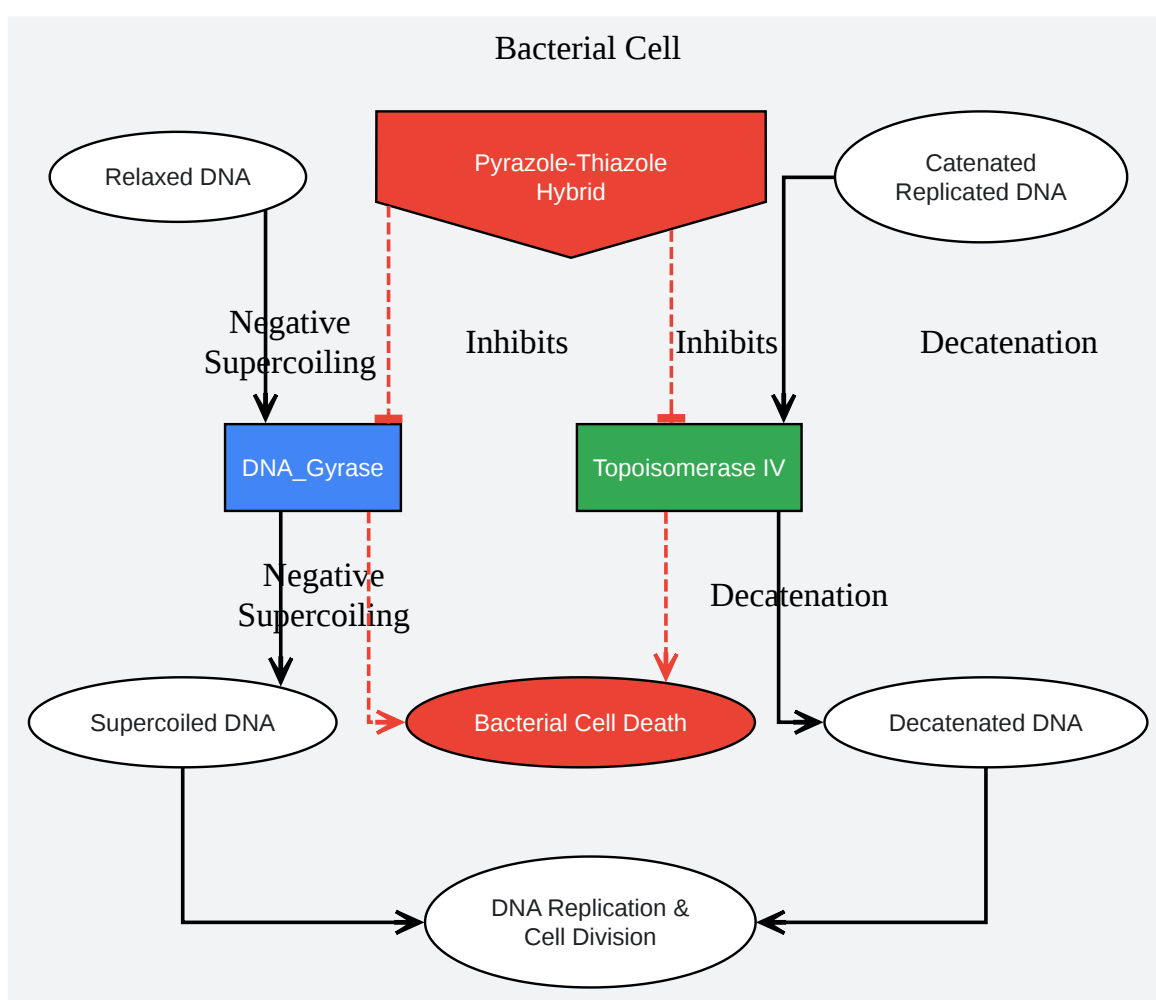 Bacterial Cell
Relaxed DNA
Pyrazole-Thiazole
Hybrid
Catenated
Replicated DNA
Negative
Supercoiling
Inhibits
Inhibits
Decatenation
DNA_Gyrase
Topoisomerase IV
Negative
Supercoiling
Decatenation
Supercoiled DNA
Bacterial Cell Death
Decatenated DNA
DNA Replication &
Cell Division